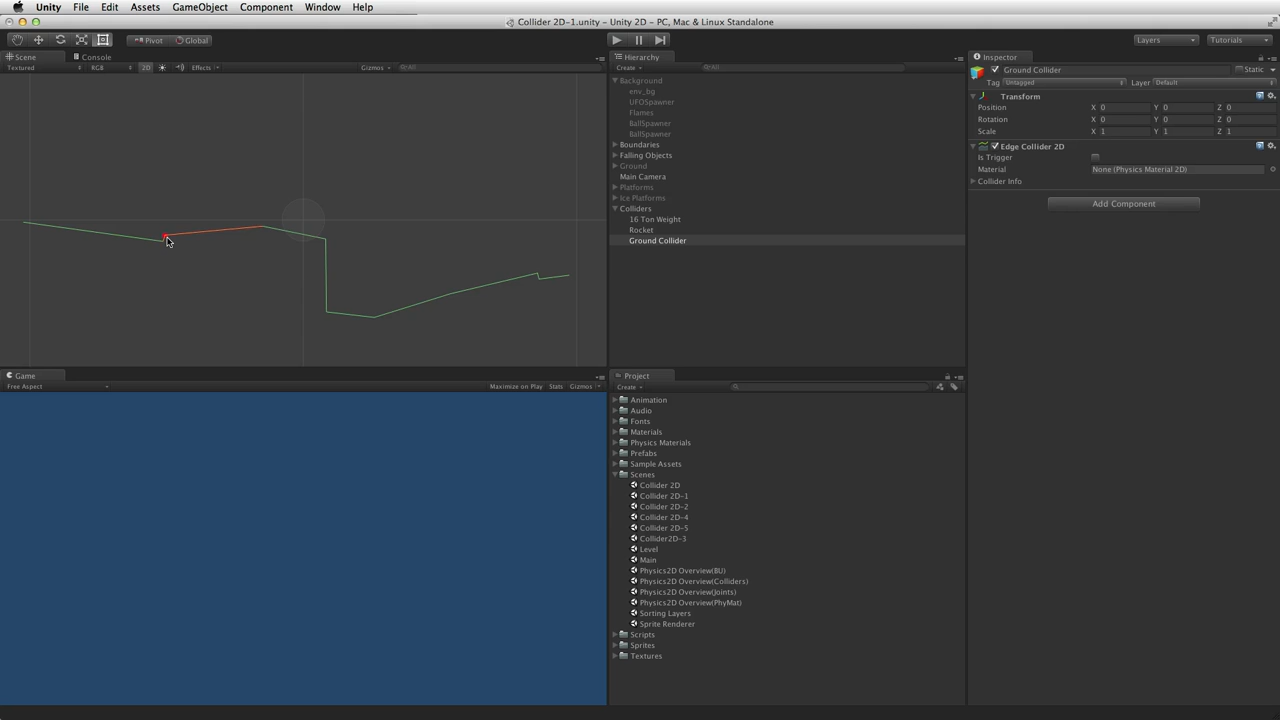 Unity File Edit Assets GameObject Component Window Help
Collider 2D-1.unity - Unity 2D - PC, Mac & Linux Standalone
Pivot Global Layers Tutorials
Scene Console
Textured RGB 2D Effects Gizmos All
Hierarchy
Create All
Background
env_bg
UFOSpawner
Flames
BallSpawner
BallSpawner
Boundaries
Falling Objects
Ground
Main Camera
Platforms
Ice Platforms
Colliders
16 Ton Weight
Rocket
Ground Collider
Inspector
Ground Collider Static
Tag Untagged Layer Default
Transform
Position X 0 Y 0 Z 0
Rotation X 0 Y 0 Z 0
Scale X 1 Y 1 Z 1
Edge Collider 2D
Is Trigger
Material None (Physics Material 2D)
Collider Info
Add Component
Game
Free Aspect Maximize on Play Stats Gizmos
Project
Create
Animation
Audio
Fonts
Materials
Physics Materials
Prefabs
Sample Assets
Scenes
Collider 2D
Collider 2D-1
Collider 2D-2
Collider 2D-4
Collider 2D-5
Collider2D-3
Level
Main
Physics2D Overview(BU)
Physics2D Overview(Colliders)
Physics2D Overview(Joints)
Physics2D Overview(PhyMat)
Sorting Layers
Sprite Renderer
Scripts
Sprites
Textures